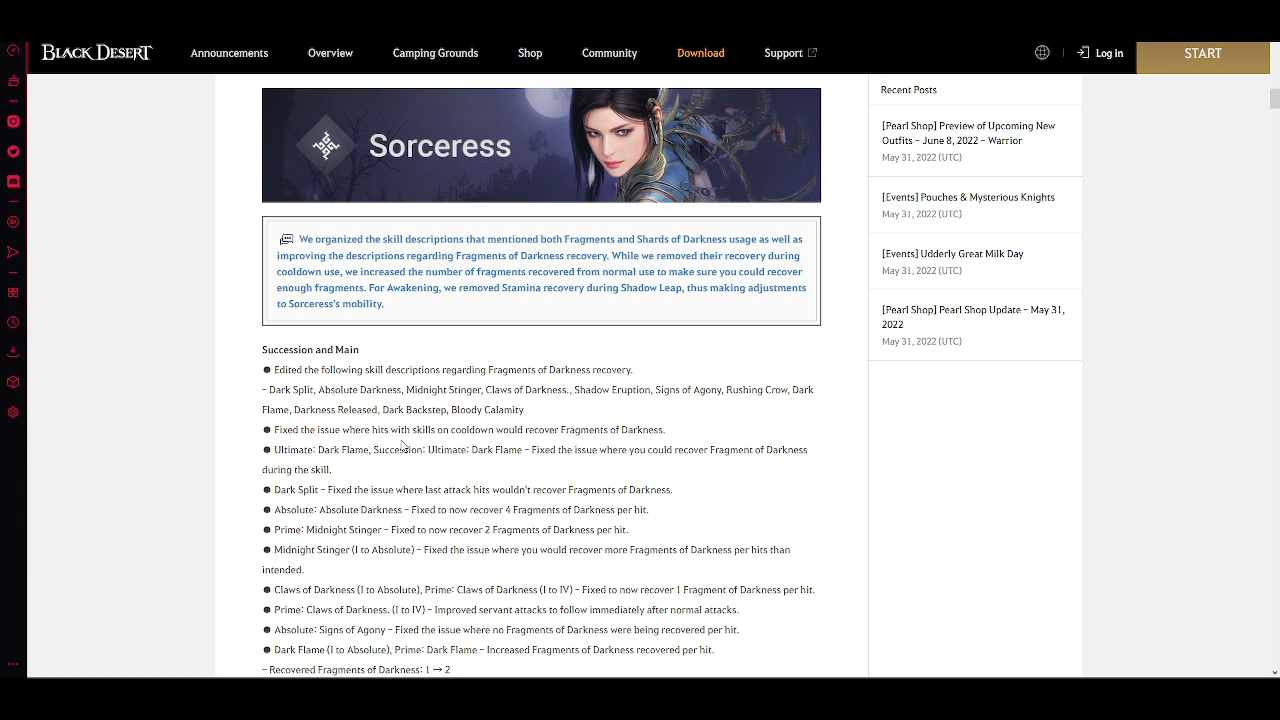 BLACK DESERT
Announcements
Overview
Camping Grounds
Shop
Community
Download
Support
Log in
START
Sorceress
We organized the skill descriptions that mentioned both Fragments and Shards of Darkness usage as well as
improving the descriptions regarding Fragments of Darkness recovery. While we removed their recovery during
cooldown use, we increased the number of fragments recovered from normal use to make sure you could recover
enough fragments. For Awakening, we removed Stamina recovery during Shadow Leap, thus making adjustments
to Sorceress's mobility.
Succession and Main
● Edited the following skill descriptions regarding Fragments of Darkness recovery.
- Dark Split, Absolute Darkness, Midnight Stinger, Claws of Darkness., Shadow Eruption, Signs of Agony, Rushing Crow, Dark
Flame, Darkness Released, Dark Backstep, Bloody Calamity
● Fixed the issue where hits with skills on cooldown would recover Fragments of Darkness.
● Ultimate: Dark Flame, Succession: Ultimate: Dark Flame - Fixed the issue where you could recover Fragment of Darkness
during the skill.
● Dark Split - Fixed the issue where last attack hits wouldn't recover Fragments of Darkness.
● Absolute: Absolute Darkness - Fixed to now recover 4 Fragments of Darkness per hit.
● Prime: Midnight Stinger - Fixed to now recover 2 Fragments of Darkness per hit.
● Midnight Stinger (I to Absolute) - Fixed the issue where you would recover more Fragments of Darkness per hits than
intended.
● Claws of Darkness (I to Absolute), Prime: Claws of Darkness (I to IV) - Fixed to now recover 1 Fragment of Darkness per hit.
● Prime: Claws of Darkness. (I to IV) - Improved servant attacks to follow immediately after normal attacks.
● Absolute: Signs of Agony - Fixed the issue where no Fragments of Darkness were being recovered per hit.
● Dark Flame (I to Absolute), Prime: Dark Flame - Increased Fragments of Darkness recovered per hit.
- Recovered Fragments of Darkness: 1 → 2
Recent Posts
[Pearl Shop] Preview of Upcoming New
Outfits - June 8, 2022 - Warrior
May 31, 2022 (UTC)
[Events] Pouches & Mysterious Knights
May 31, 2022 (UTC)
[Events] Udderly Great Milk Day
May 31, 2022 (UTC)
[Pearl Shop] Pearl Shop Update - May 31,
2022
May 31, 2022 (UTC)